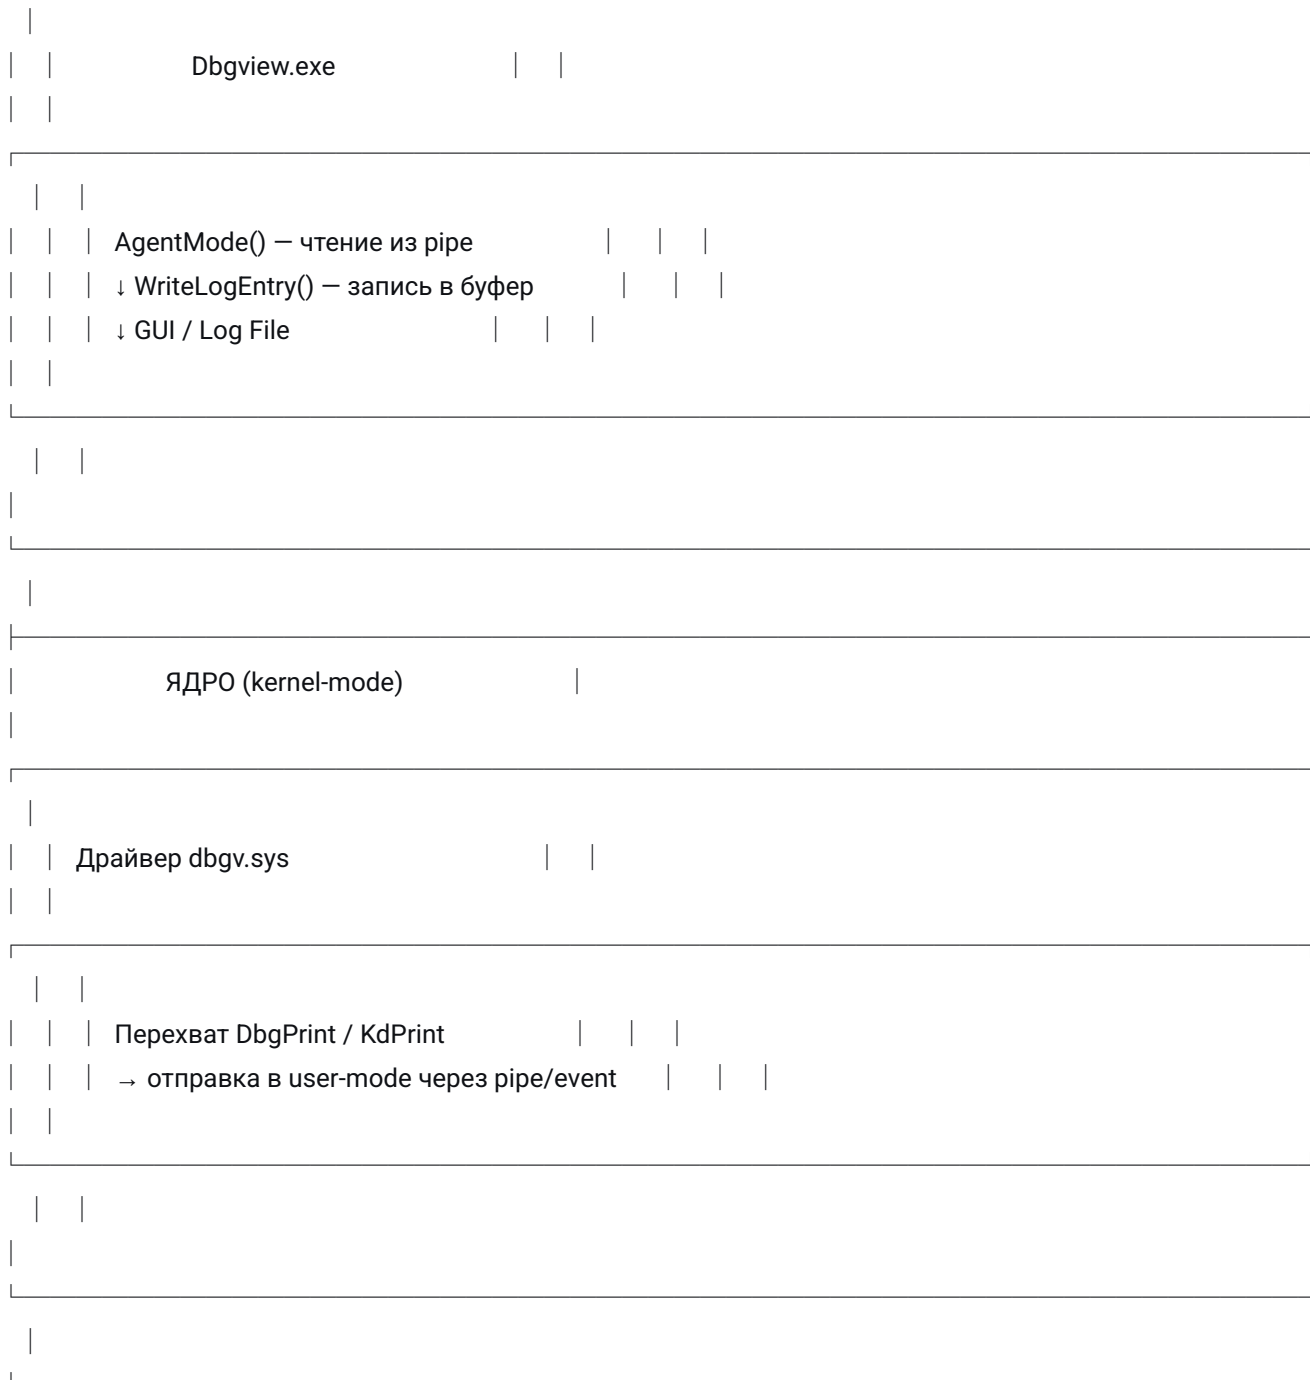 Dbgview.exe
AgentMode() — чтение из pipe
↓ WriteLogEntry() — запись в буфер
↓ GUI / Log File
ЯДРО (kernel-mode)
Драйвер dbgv.sys
Перехват DbgPrint / KdPrint
→ отправка в user-mode через pipe/event